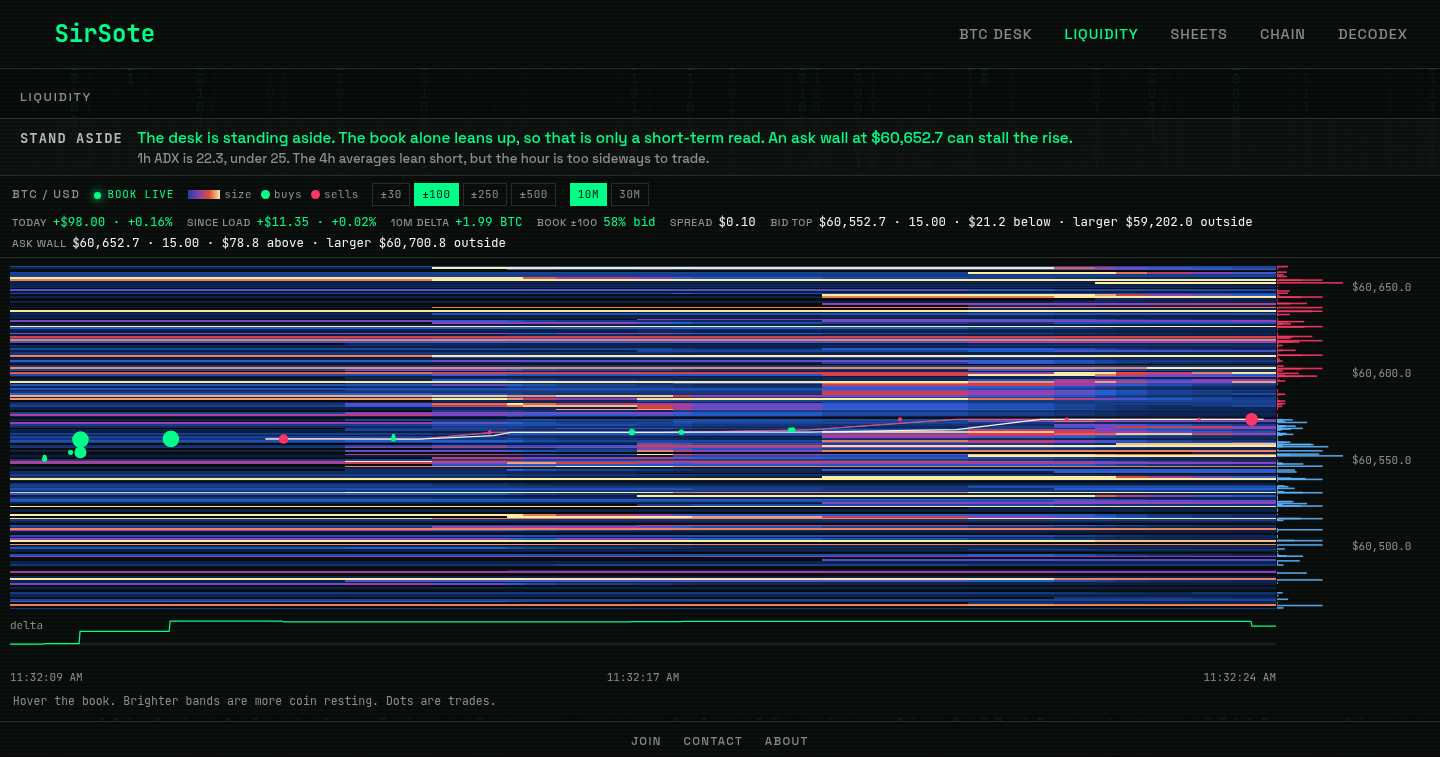 SirSote
BTC DESK LIQUIDITY SHEETS CHAIN DECODEX
LIQUIDITY
STAND ASIDE The desk is standing aside. The book alone leans up, so that is only a short-term read. An ask wall at $60,652.7 can stall the rise.
1h ADX is 22.3, under 25. The 4h averages lean short, but the hour is too sideways to trade.
BTC / USD BOOK LIVE size buys sells ±30 ±100 ±250 ±500 10M 30M
TODAY +$98.00 · +0.16% SINCE LOAD +$11.35 · +0.02% 10M DELTA +1.99 BTC BOOK ±100 58% bid SPREAD $0.10 BID TOP $60,552.7 · 15.00 · $21.2 below · larger $59,202.0 outside
ASK WALL $60,652.7 · 15.00 · $78.8 above · larger $60,700.8 outside
$60,650.0
$60,600.0
$60,550.0
$60,500.0
delta
11:32:09 AM 11:32:17 AM 11:32:24 AM
Hover the book. Brighter bands are more coin resting. Dots are trades.
JOIN CONTACT ABOUT